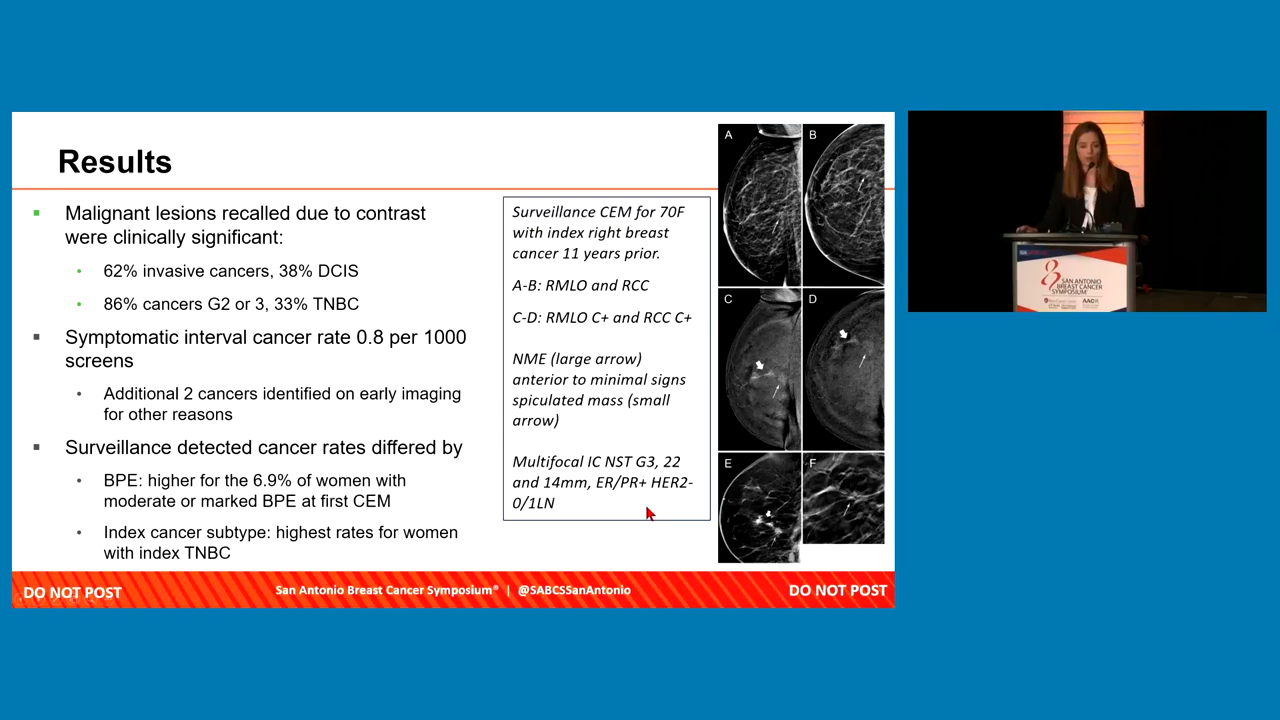 Results
Malignant lesions recalled due to contrast
were clinically significant:
62% invasive cancers, 38% DCIS
86% cancers G2 or 3, 33% TNBC
Symptomatic interval cancer rate 0.8 per 1000
screens
Additional 2 cancers identified on early imaging
for other reasons
Surveillance detected cancer rates differed by
BPE: higher for the 6.9% of women with
moderate or marked BPE at first CEM
Index cancer subtype: highest rates for women
with index TNBC
Surveillance CEM for 70F
with index right breast
cancer 11 years prior.
A-B: RMLO and RCC
C-D: RMLO C+ and RCC C+
NME (large arrow)
anterior to minimal signs
spiculated mass (small
arrow)
Multifocal IC NST G3, 22
and 14mm, ER/PR+ HER2-
0/1LN
A
B
C
D
E
F
DO NOT POST
San Antonio Breast Cancer Symposium® | @SABCSSanAntonio
DO NOT POST
SAN ANTONIO
BREAST CANCER
SYMPOSIUM
AACR